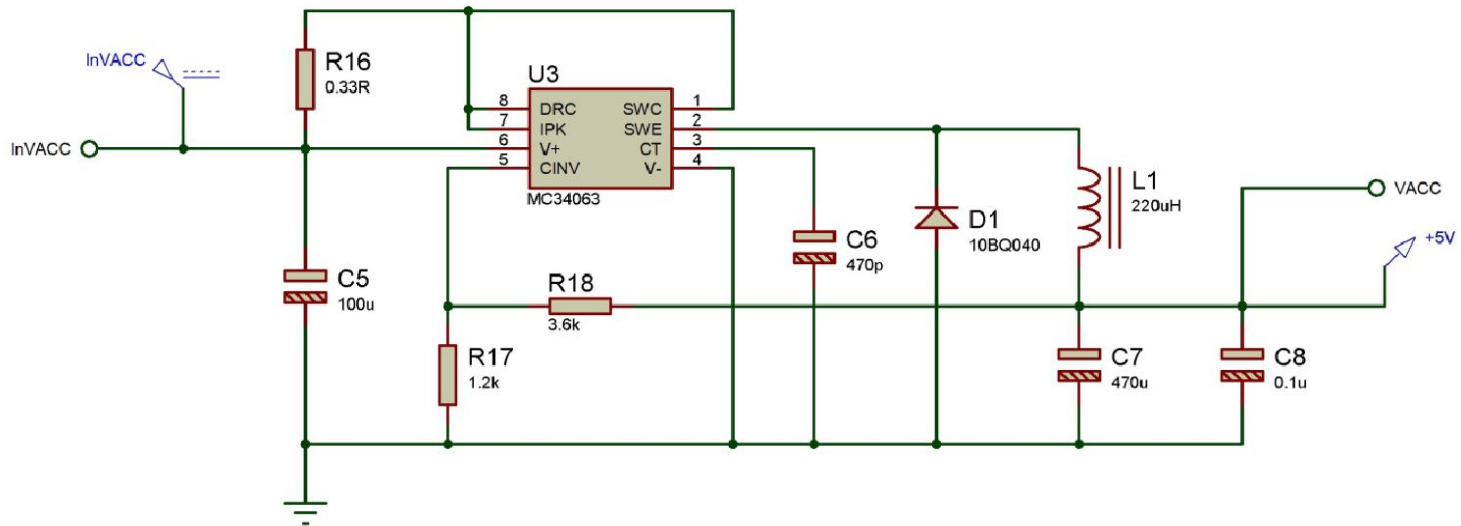 InVACC
R16
0.33R
U3
8 DRC SWC 1
7 IPK SWE 2
6 V+ CT 3
5 CINV V- 4
MC34063
InVACC
L1
220uH
VACC
+5V
D1
10BQ040
C6
470p
C5
100u
R18
3.6k
R17
1.2k
C7
470u
C8
0.1u